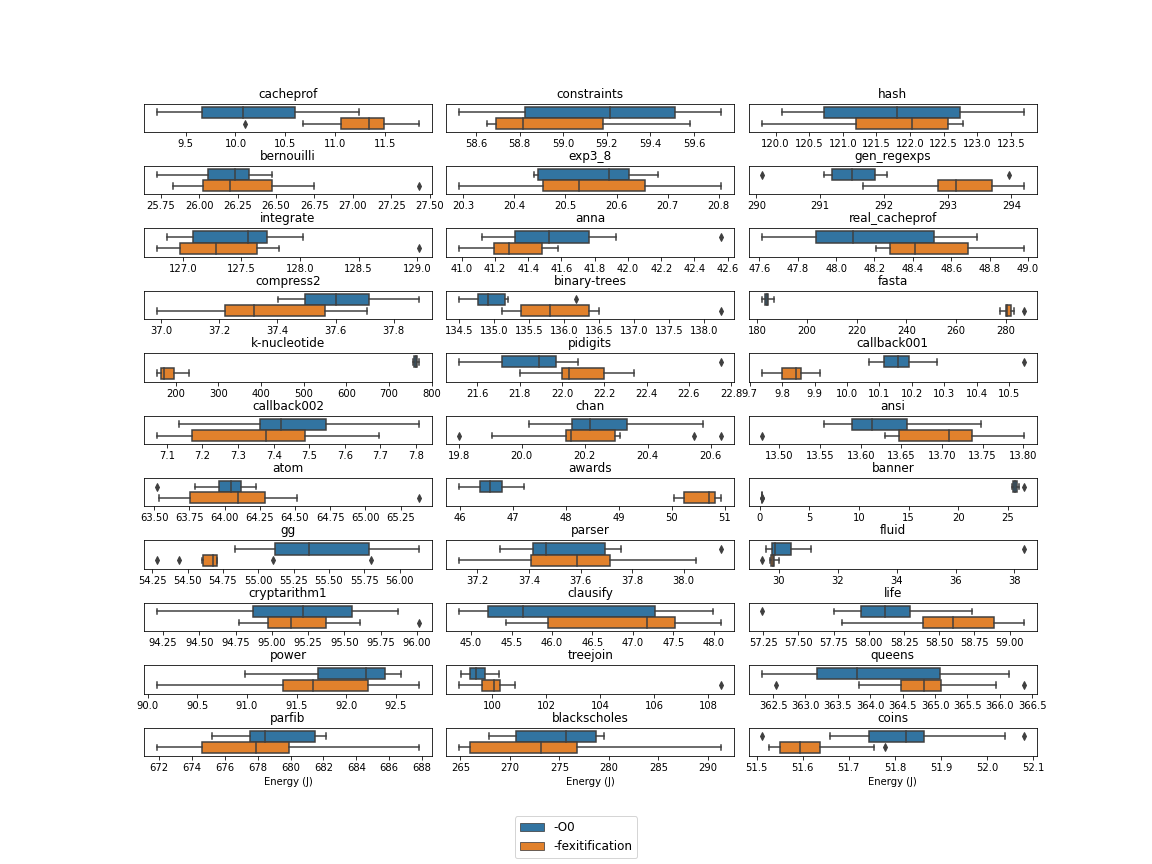 cacheprof constraints hash
9.5 10.0 10.5 11.0 11.5 58.6 58.8 59.0 59.2 59.4 59.6 120.0 120.5 121.0 121.5 122.0 122.5 123.0 123.5
bernouilli exp3_8 gen_regexps
25.75 26.00 26.25 26.50 26.75 27.00 27.25 27.50 20.3 20.4 20.5 20.6 20.7 20.8 290 291 292 293 294
integrate anna real_cacheprof
127.0 127.5 128.0 128.5 129.0 41.0 41.2 41.4 41.6 41.8 42.0 42.2 42.4 42.6 47.6 47.8 48.0 48.2 48.4 48.6 48.8 49.0
compress2 binary-trees fasta
37.0 37.2 37.4 37.6 37.8 134.5 135.0 135.5 136.0 136.5 137.0 137.5 138.0 180 200 220 240 260 280
k-nucleotide pidigits callback001
200 300 400 500 600 700 800 21.6 21.8 22.0 22.2 22.4 22.6 22.8 9.7 9.8 9.9 10.0 10.1 10.2 10.3 10.4 10.5
callback002 chan ansi
7.1 7.2 7.3 7.4 7.5 7.6 7.7 7.8 19.8 20.0 20.2 20.4 20.6 13.50 13.55 13.60 13.65 13.70 13.75 13.80
atom awards banner
63.50 63.75 64.00 64.25 64.50 64.75 65.00 65.25 46 47 48 49 50 51 0 5 10 15 20 25
gg parser fluid
54.25 54.50 54.75 55.00 55.25 55.50 55.75 56.00 37.2 37.4 37.6 37.8 38.0 30 32 34 36 38
cryptarithm1 clausify life
94.25 94.50 94.75 95.00 95.25 95.50 95.75 96.00 45.0 45.5 46.0 46.5 47.0 47.5 48.0 57.25 57.50 57.75 58.00 58.25 58.50 58.75 59.00
power treejoin queens
90.0 90.5 91.0 91.5 92.0 92.5 100 102 104 106 108 362.5 363.0 363.5 364.0 364.5 365.0 365.5 366.0 366.5
parfib blackscholes coins
672 674 676 678 680 682 684 686 688 265 270 275 280 285 290 51.5 51.6 51.7 51.8 51.9 52.0 52.1
Energy (J) Energy (J) Energy (J)
-O0
-fexitification